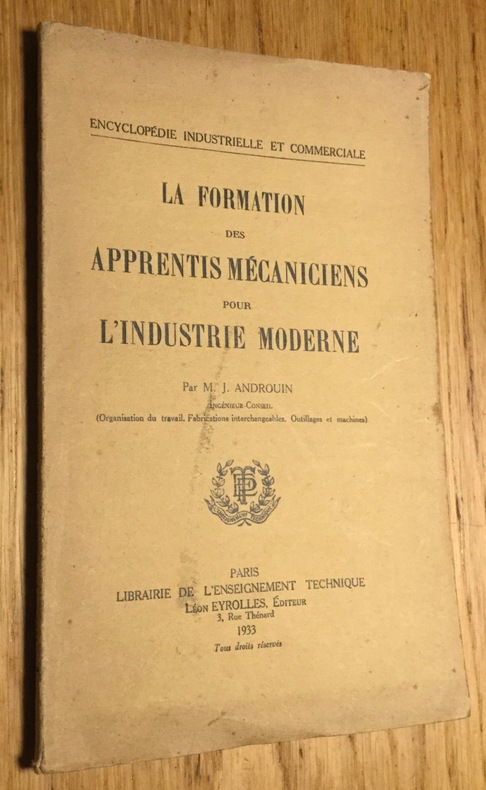 ENCYCLOPÉDIE INDUSTRIELLE ET COMMERCIALE
LA FORMATION
DES
APPRENTIS MÉCANICIENS
POUR
L'INDUSTRIE MODERNE
Par M. J. ANDROUIN
INGÉNIEUR-CONSEIL
(Organisation du travail, Fabrications interchangeables, Outillages et machines)
L'ENSEIGNEMENT TECHNIQUE
PARIS
LIBRAIRIE DE L'ENSEIGNEMENT TECHNIQUE
LÉON EYROLLES, ÉDITEUR
3, Rue Thénard
1933
Tous droits réservés